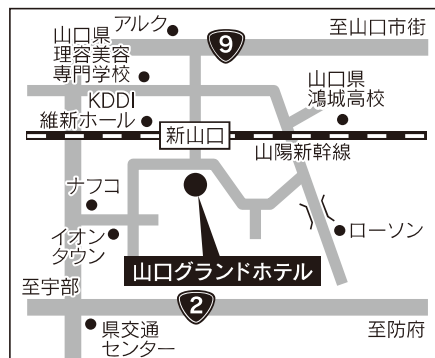 アルク
9
至山口市街
山口県
理容美容
専門学校
山口県
鴻城高校
KDDI
維新ホール
新山口
山陽新幹線
ナフコ
イオン
タウン
ローソン
山口グランドホテル
至宇部
2
県交通
センター
至防府